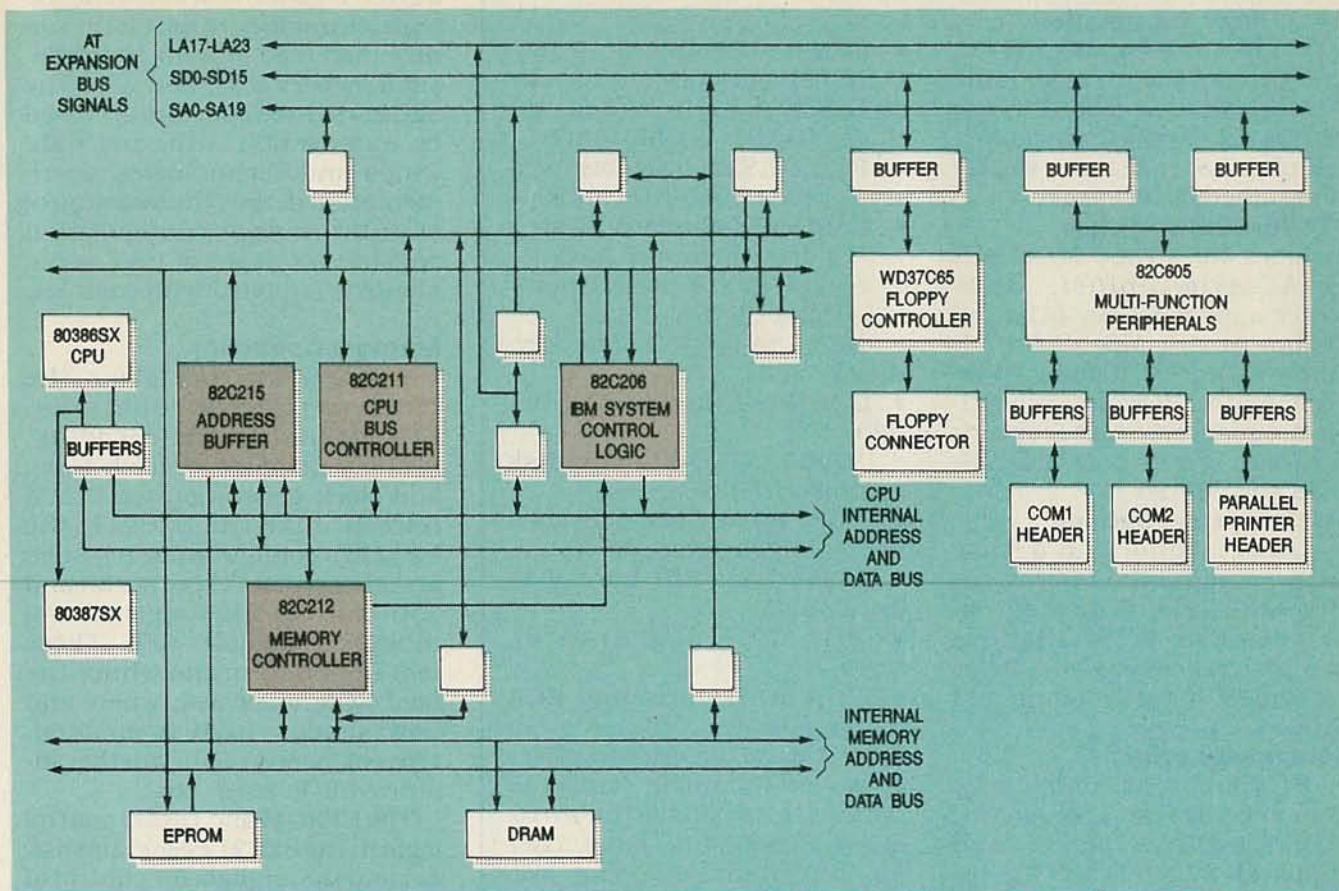 AT
EXPANSION
BUS
SIGNALS
LA17-LA23
SD0-SD15
SA0-SA19
BUFFER
BUFFER
BUFFER
80386SX
CPU
BUFFERS
82C215
ADDRESS
BUFFER
82C211
CPU
BUS
CONTROLLER
82C206
IBM SYSTEM
CONTROL
LOGIC
WD37C65
FLOPPY
CONTROLLER
82C605
MULTI-FUNCTION
PERIPHERALS
FLOPPY
CONNECTOR
BUFFERS
BUFFERS
BUFFERS
COM1
HEADER
COM2
HEADER
PARALLEL
PRINTER
HEADER
CPU
INTERNAL
ADDRESS
AND
DATA BUS
80387SX
82C212
MEMORY
CONTROLLER
INTERNAL
MEMORY
ADDRESS
AND
DATA BUS
EPROM
DRAM